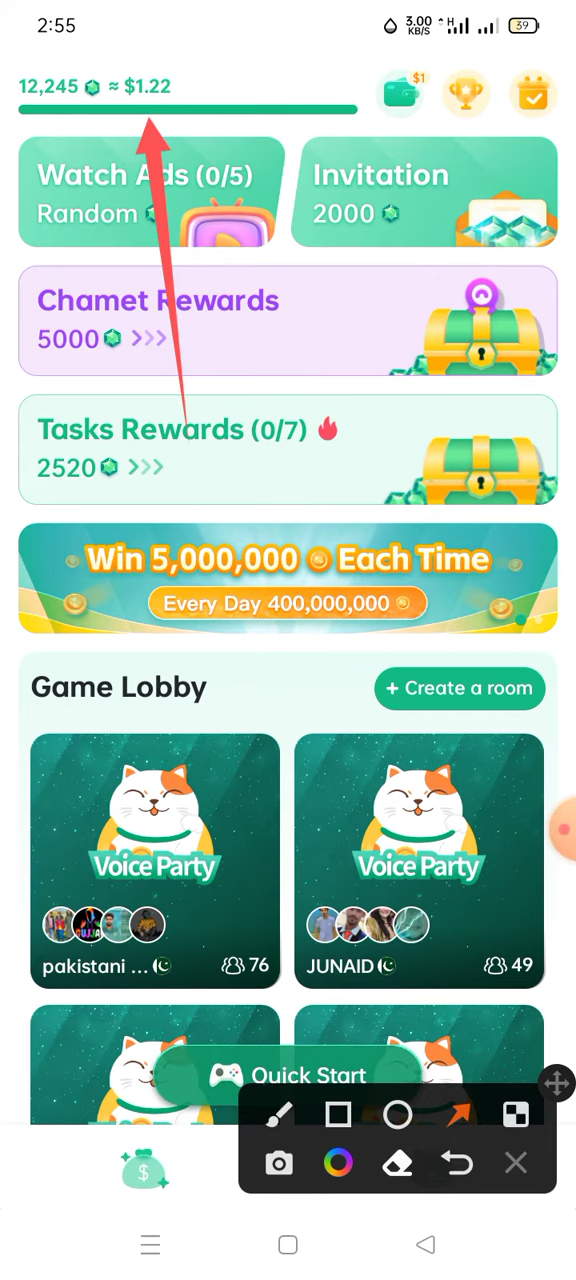 2:55
3.00 KB/S H 39
12,245 ≈ $1.22
$1
Watch Ads (0/5)
Random
Invitation
2000
Chamet Rewards
5000 >>>
Tasks Rewards (0/7)
2520 >>>
Win 5,000,000 Each Time
Every Day 400,000,000
Game Lobby
+ Create a room
Voice Party
Voice Party
GUJJA
pakistani ... 76
JUNAID 49
Quick Start
$